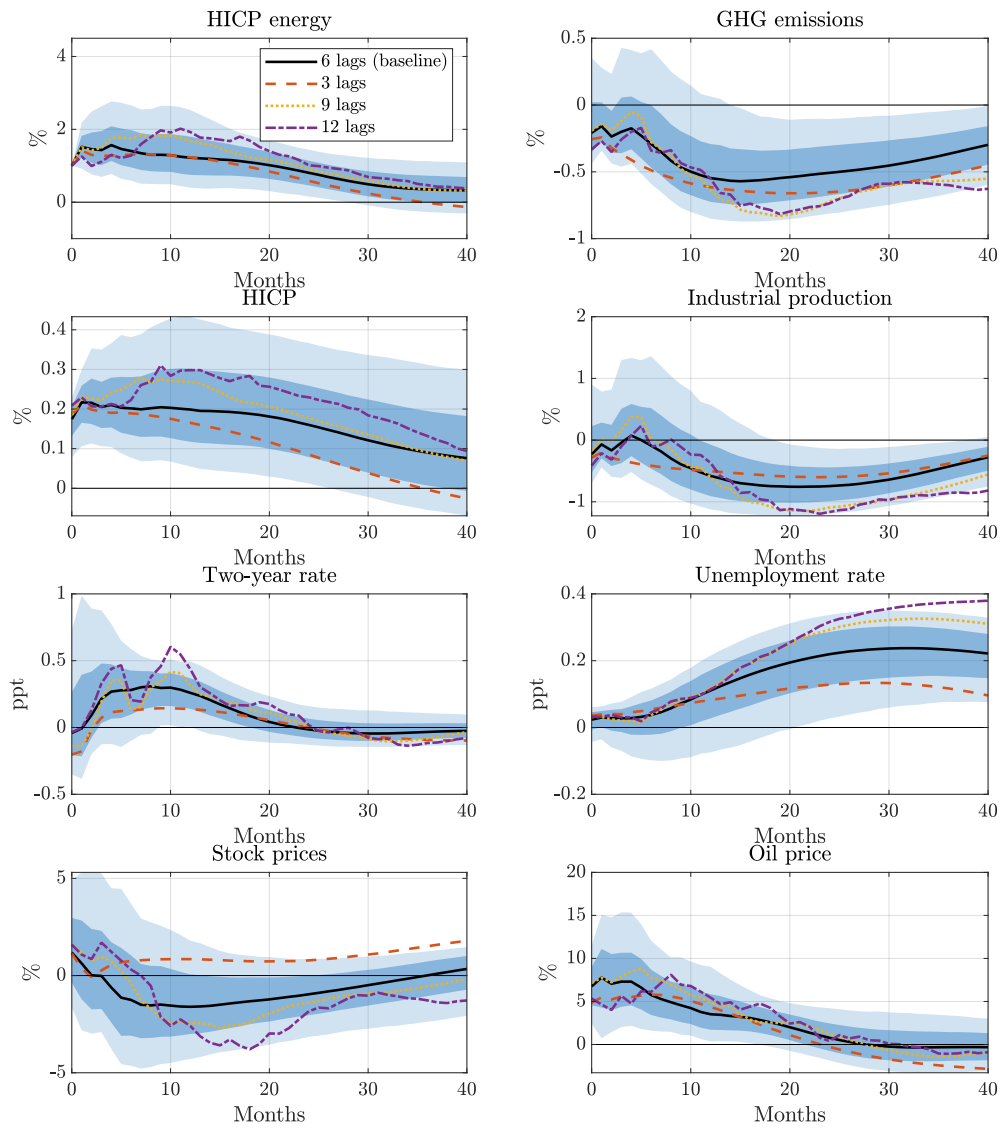 HICP energy
4
2
0
%
0 10 20 30 40
Months
6 lags (baseline)
3 lags
9 lags
12 lags
GHG emissions
0.5
0
-0.5
-1
%
0 10 20 30 40
Months
HICP
0.4
0.3
0.2
0.1
0
%
0 10 20 30 40
Months
Industrial production
2
1
0
-1
%
0 10 20 30 40
Months
Two-year rate
1
0.5
0
-0.5
ppt
0 10 20 30 40
Months
Unemployment rate
0.4
0.2
0
-0.2
ppt
0 10 20 30 40
Months
Stock prices
5
0
-5
%
0 10 20 30 40
Months
Oil price
20
15
10
5
0
%
0 10 20 30 40
Months